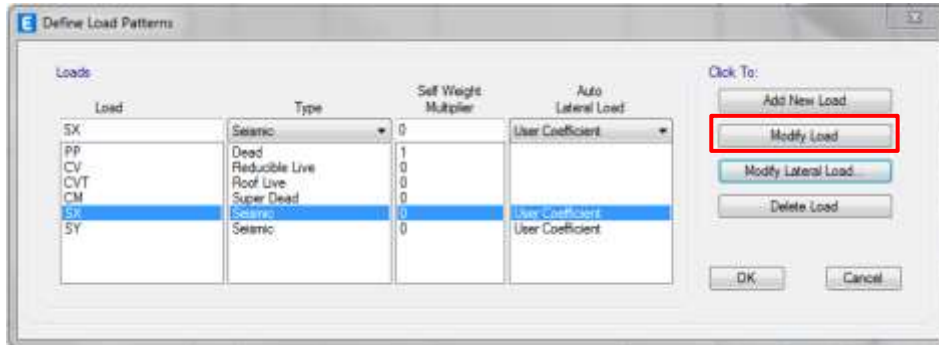 E Define Load Patterns
Loads
Click To:
Load Type Self Weight Multiplier Auto Lateral Load
SX Seismic 0 User Coefficient
PP Dead 1
CV Reducible Live 0
CVT Roof Live 0
CM Super Dead 0
SX Seismic 0 User Coefficient
SY Seismic 0 User Coefficient
Add New Load
Modify Load
Modify Lateral Load...
Delete Load
OK Cancel